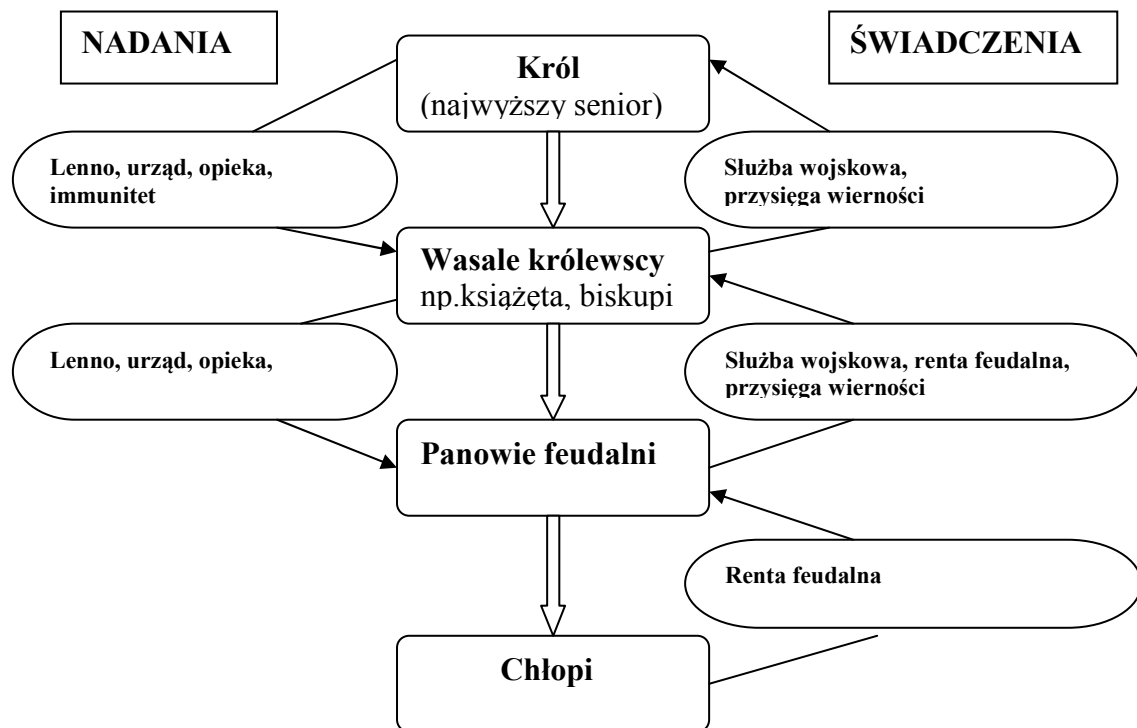 NADANIA
ŚWIADCZENIA
Król
(najwyższy senior)
Lenno, urząd, opieka,
immunitet
Służba wojskowa,
przysięga wierności
Wasale królewscy
np.książęta, biskupi
Lenno, urząd, opieka,
Służba wojskowa, renta feudalna,
przysięga wierności
Panowie feudalni
Renta feudalna
Chłopi